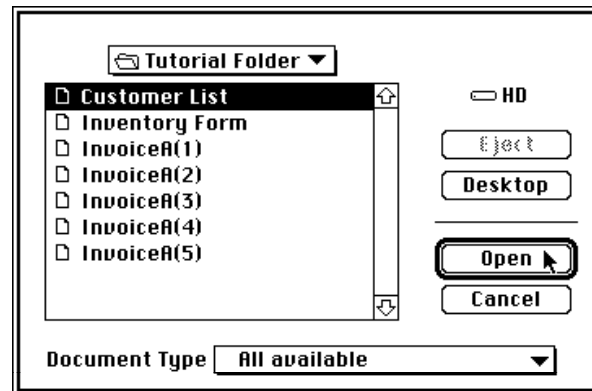 Tutorial Folder
Customer List
Inventory Form
InvoiceA(1)
InvoiceA(2)
InvoiceA(3)
InvoiceA(4)
InvoiceA(5)
HD
Eject
Desktop
Open
Cancel
Document Type All available